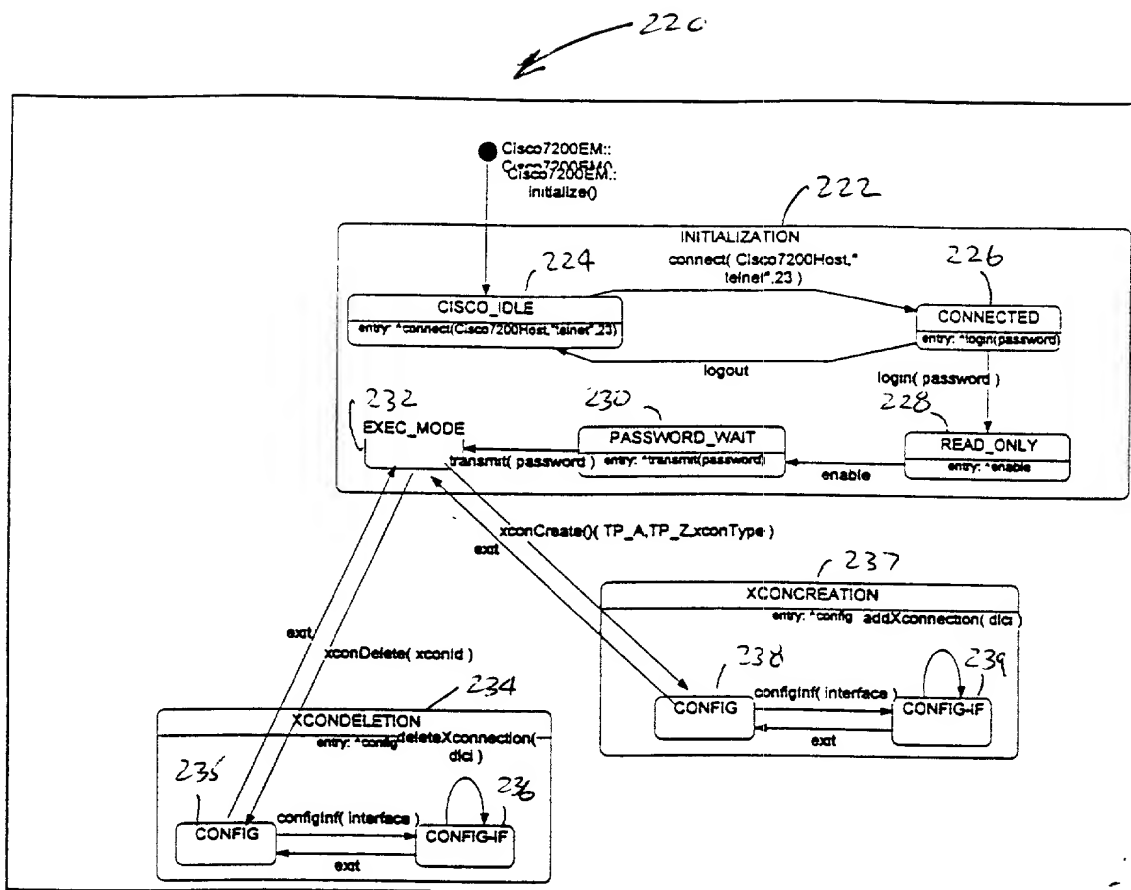 220
Cisco7200EM::
Cisco7200EM()
Cisco7200EM::
initialize()
222
INITIALIZATION
connect( Cisco7200Host,"
telnet",23 )
224
226
CISCO_IDLE
entry: ^connect(Cisco7200Host,"telnet",23)
CONNECTED
entry: ^login(password)
logout
login( password )
232
230
228
EXEC_MODE
PASSWORD_WAIT
entry: ^transmit(password)
READ_ONLY
entry: ^enable
transmit( password )
enable
xconCreate()( TP_A,TP_Z,xconType )
exit
237
XCONCREATION
entry: ^config
addXconnection( dlci )
exit
xconDelete( xconId )
238
239
CONFIG
configInf( interface )
CONFIG-IF
exit
234
XCONDELETION
entry: ^config
deleteXconnection(
dlci )
235
236
CONFIG
configInf( interface )
CONFIG-IF
exit